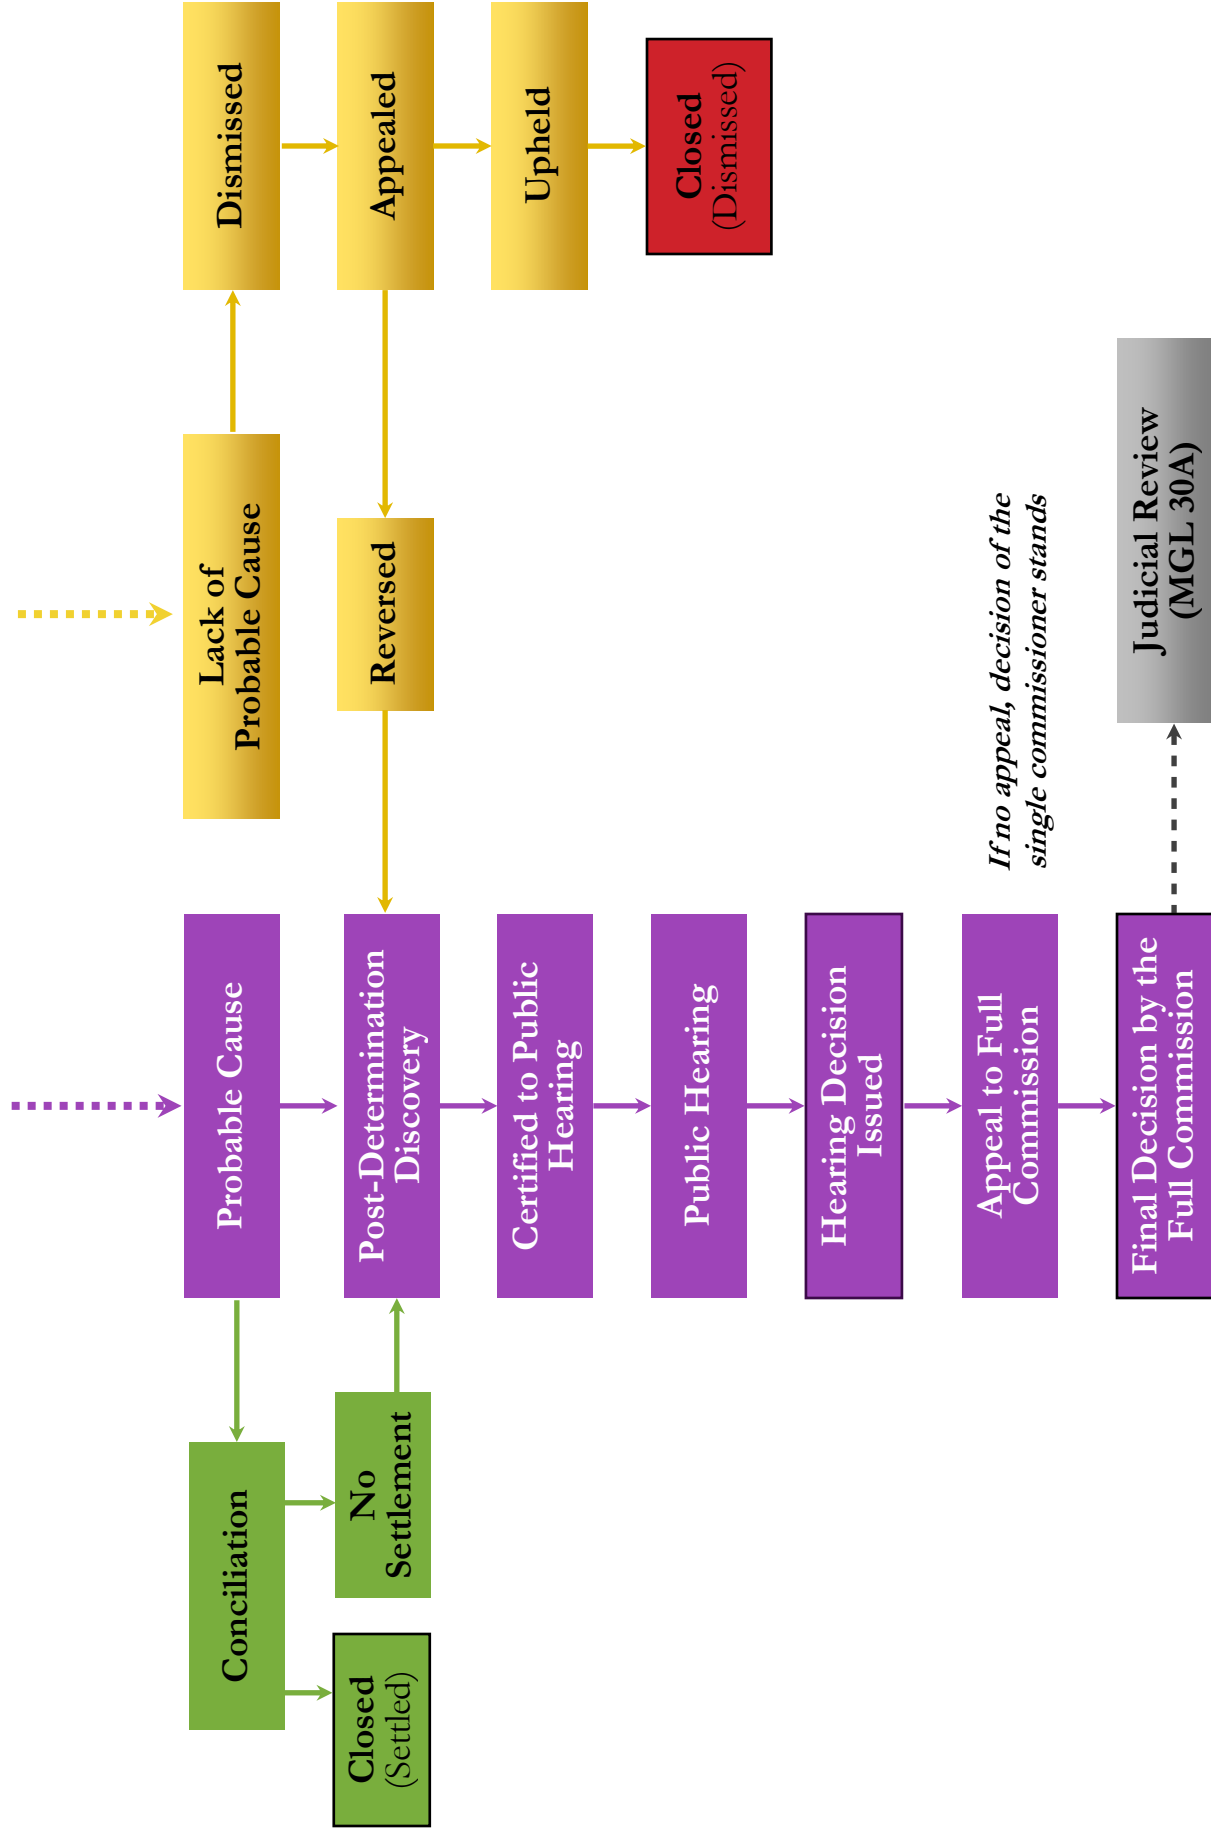 Conciliation
Closed
(Settled)
No
Settlement
Probable Cause
Post-Determination
Discovery
Certified to Public
Hearing
Public Hearing
Hearing Decision
Issued
Appeal to Full
Commission
Final Decision by the
Full Commission
If no appeal, decision of the
single commissioner stands
Judicial Review
(MGL 30A)
Lack of
Probable Cause
Reversed
Dismissed
Appealed
Upheld
Closed
(Dismissed)